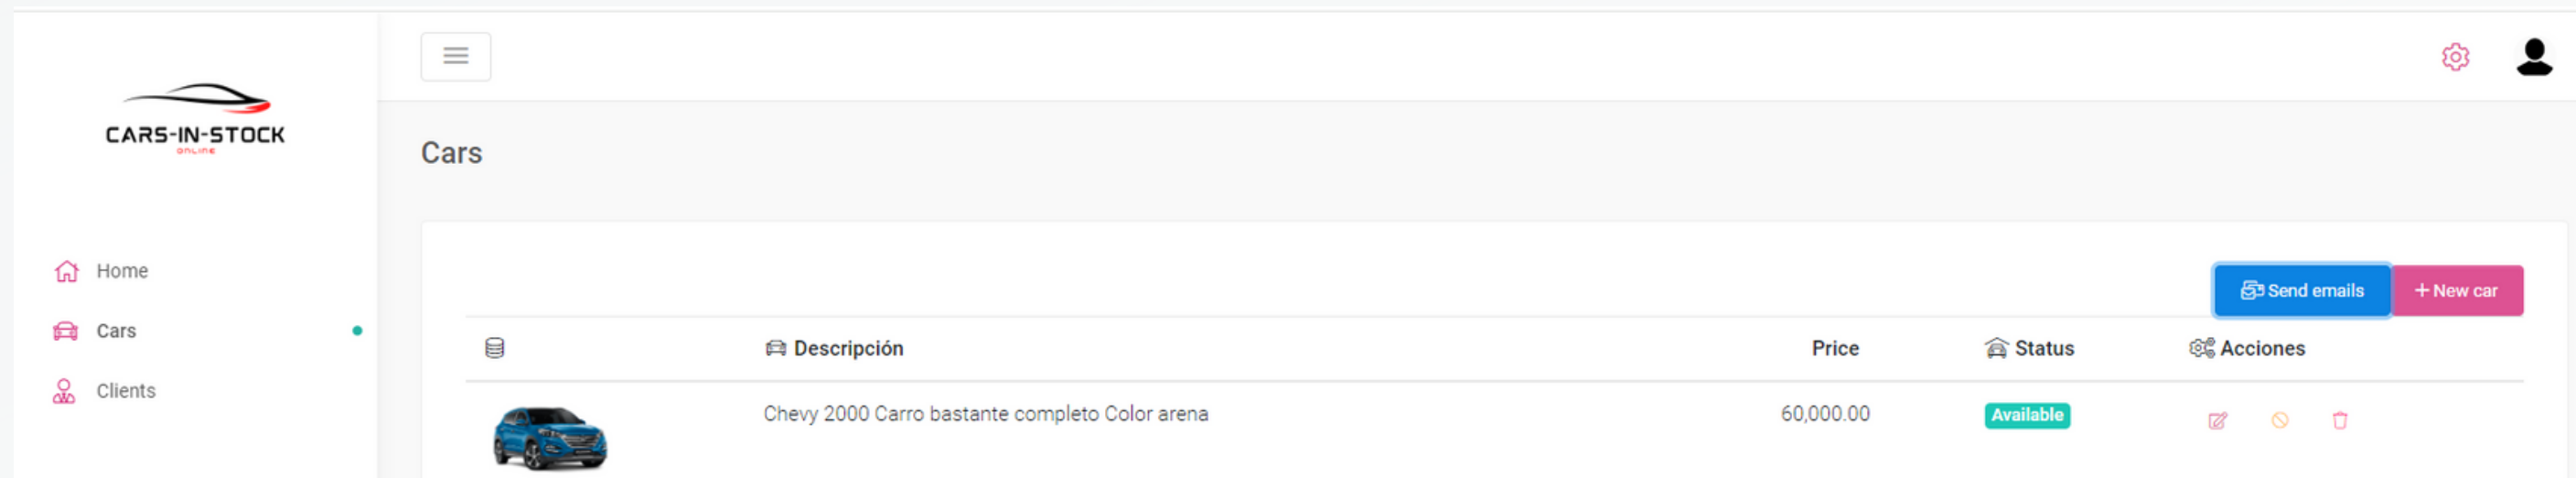 CARS-IN-STOCK
ONLINE
Cars
Home
Cars
Clients
Send emails
+ New car
Descripción Price Status Acciones
Chevy 2000 Carro bastante completo Color arena 60,000.00 Available